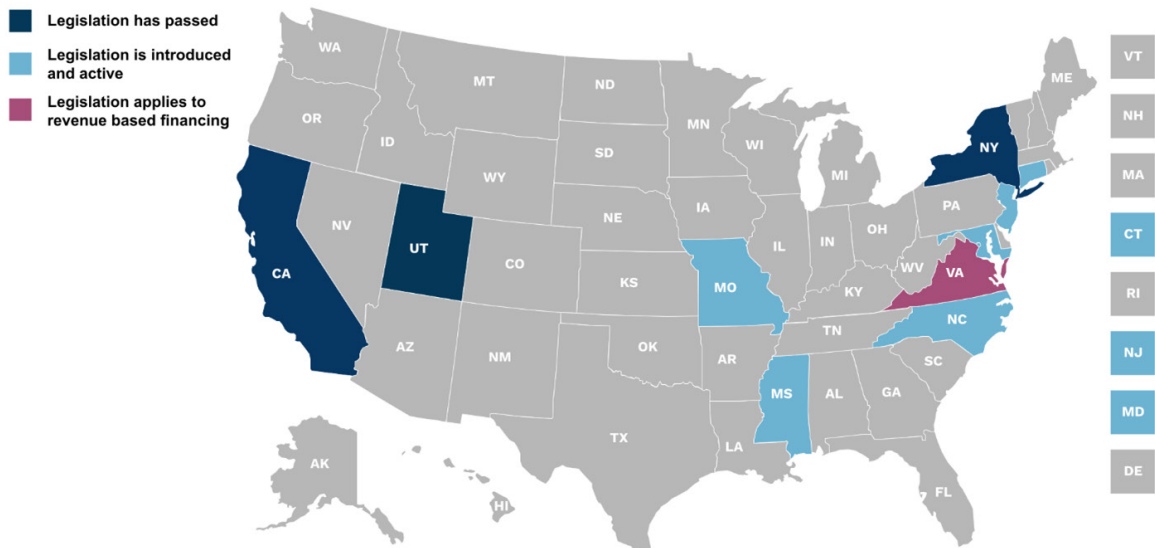 Legislation has passed
Legislation is introduced
and active
Legislation applies to
revenue based financing
WA
MT
ND
MN
ME
VT
OR
ID
SD
WI
MI
NY
NH
WY
IA
PA
MA
NV
UT
NE
IL
IN
OH
CT
CA
CO
KS
MO
WV
VA
KY
RI
AZ
NM
OK
AR
TN
NC
NJ
SC
MS
AL
GA
MD
TX
LA
AK
HI
FL
DE